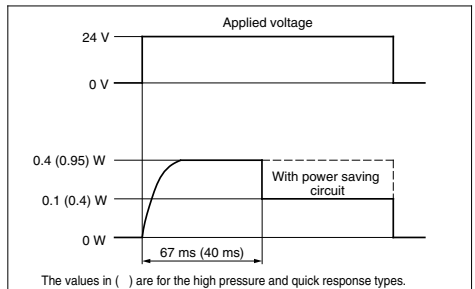 Applied voltage
24 V
0 V
0.4 (0.95) W
With power saving
circuit
0.1 (0.4) W
0 W
67 ms (40 ms)
The values in ( ) are for the high pressure and quick response types.